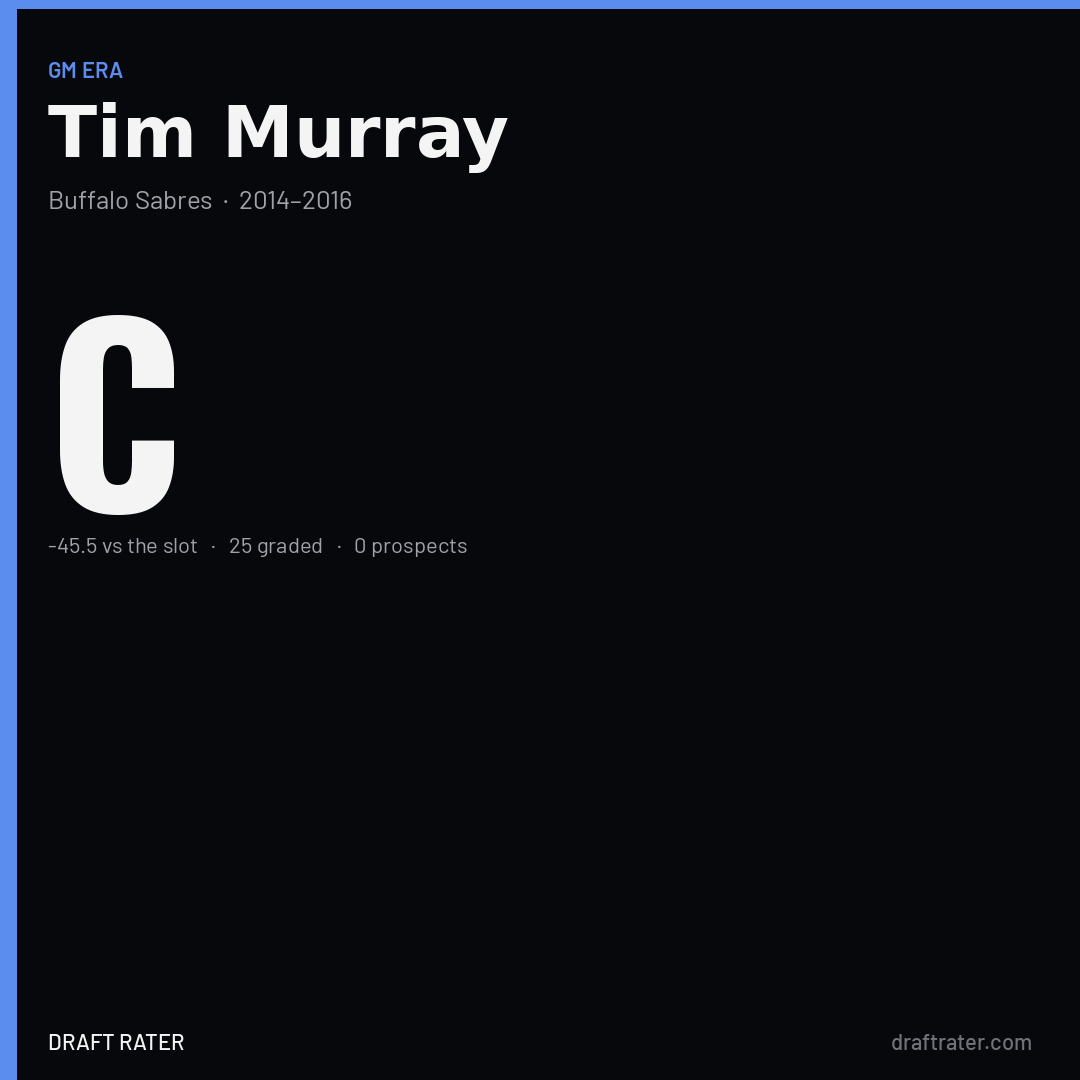 GM ERA
Tim Murray
Buffalo Sabres · 2014–2016
C
-45.5 vs the slot · 25 graded · 0 prospects
DRAFT RATER
draftrater.com